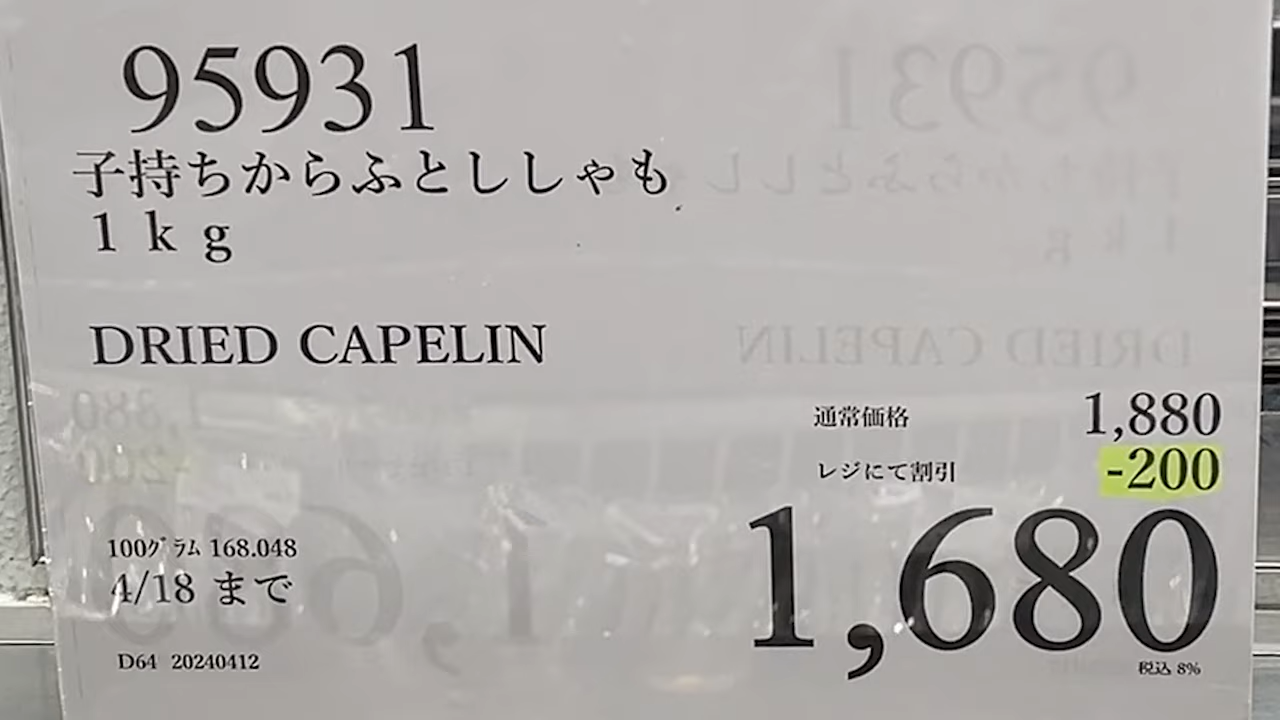 95931
子持ちからふとししゃも
1kg
DRIED CAPELIN
通常価格 1,880
レジにて割引 -200
1,680
税込 8%
100グラム 168.048
4/18 まで
D64 20240412